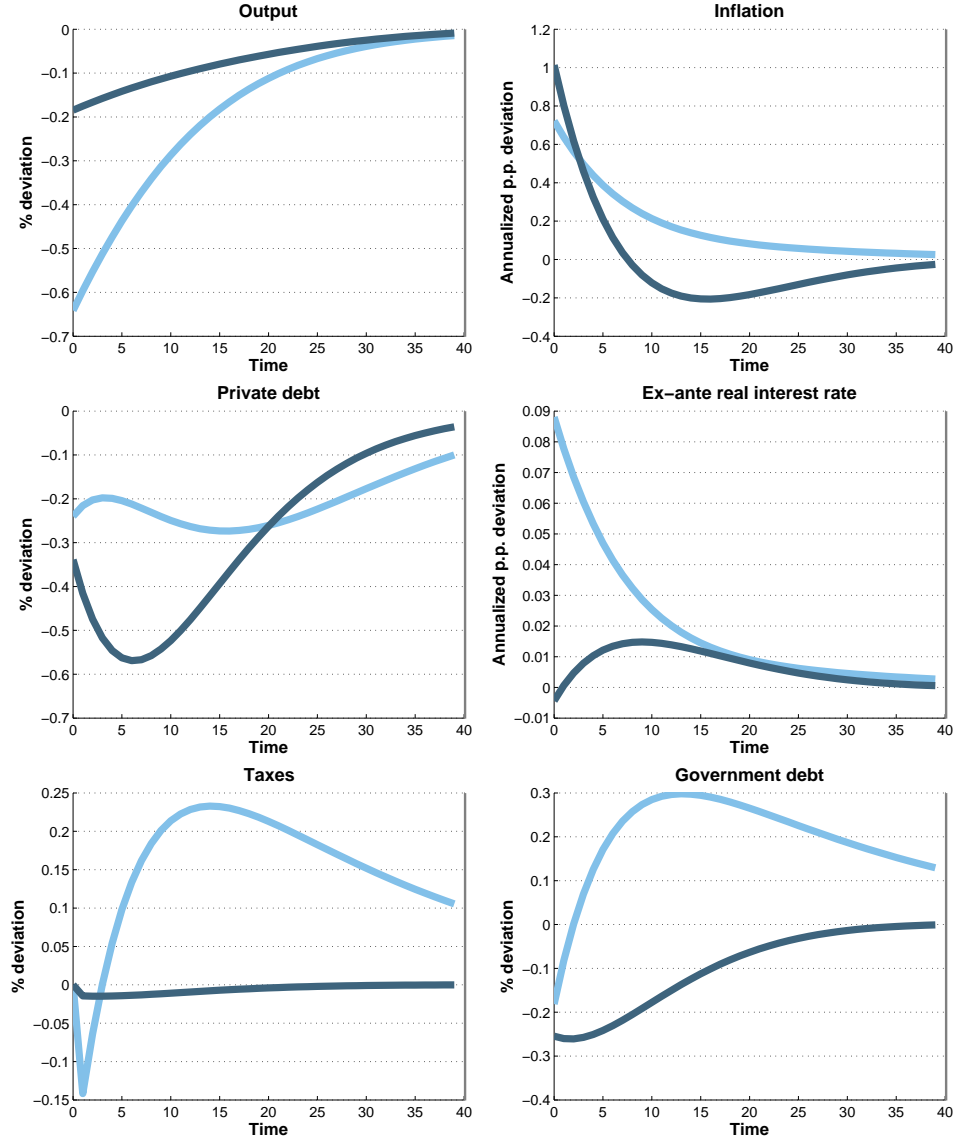 Output
% deviation
0
−0.1
−0.2
−0.3
−0.4
−0.5
−0.6
−0.7
0 5 10 15 20 25 30 35 40
Time
Inflation
Annualized p.p. deviation
1.2
1
0.8
0.6
0.4
0.2
0
−0.2
−0.4
0 5 10 15 20 25 30 35 40
Time
Private debt
% deviation
0
−0.1
−0.2
−0.3
−0.4
−0.5
−0.6
−0.7
0 5 10 15 20 25 30 35 40
Time
Ex−ante real interest rate
Annualized p.p. deviation
0.09
0.08
0.07
0.06
0.05
0.04
0.03
0.02
0.01
0
−0.01
0 5 10 15 20 25 30 35 40
Time
Taxes
% deviation
0.25
0.2
0.15
0.1
0.05
0
−0.05
−0.1
−0.15
0 5 10 15 20 25 30 35 40
Time
Government debt
% deviation
0.3
0.2
0.1
0
−0.1
−0.2
−0.3
−0.4
0 5 10 15 20 25 30 35 40
Time